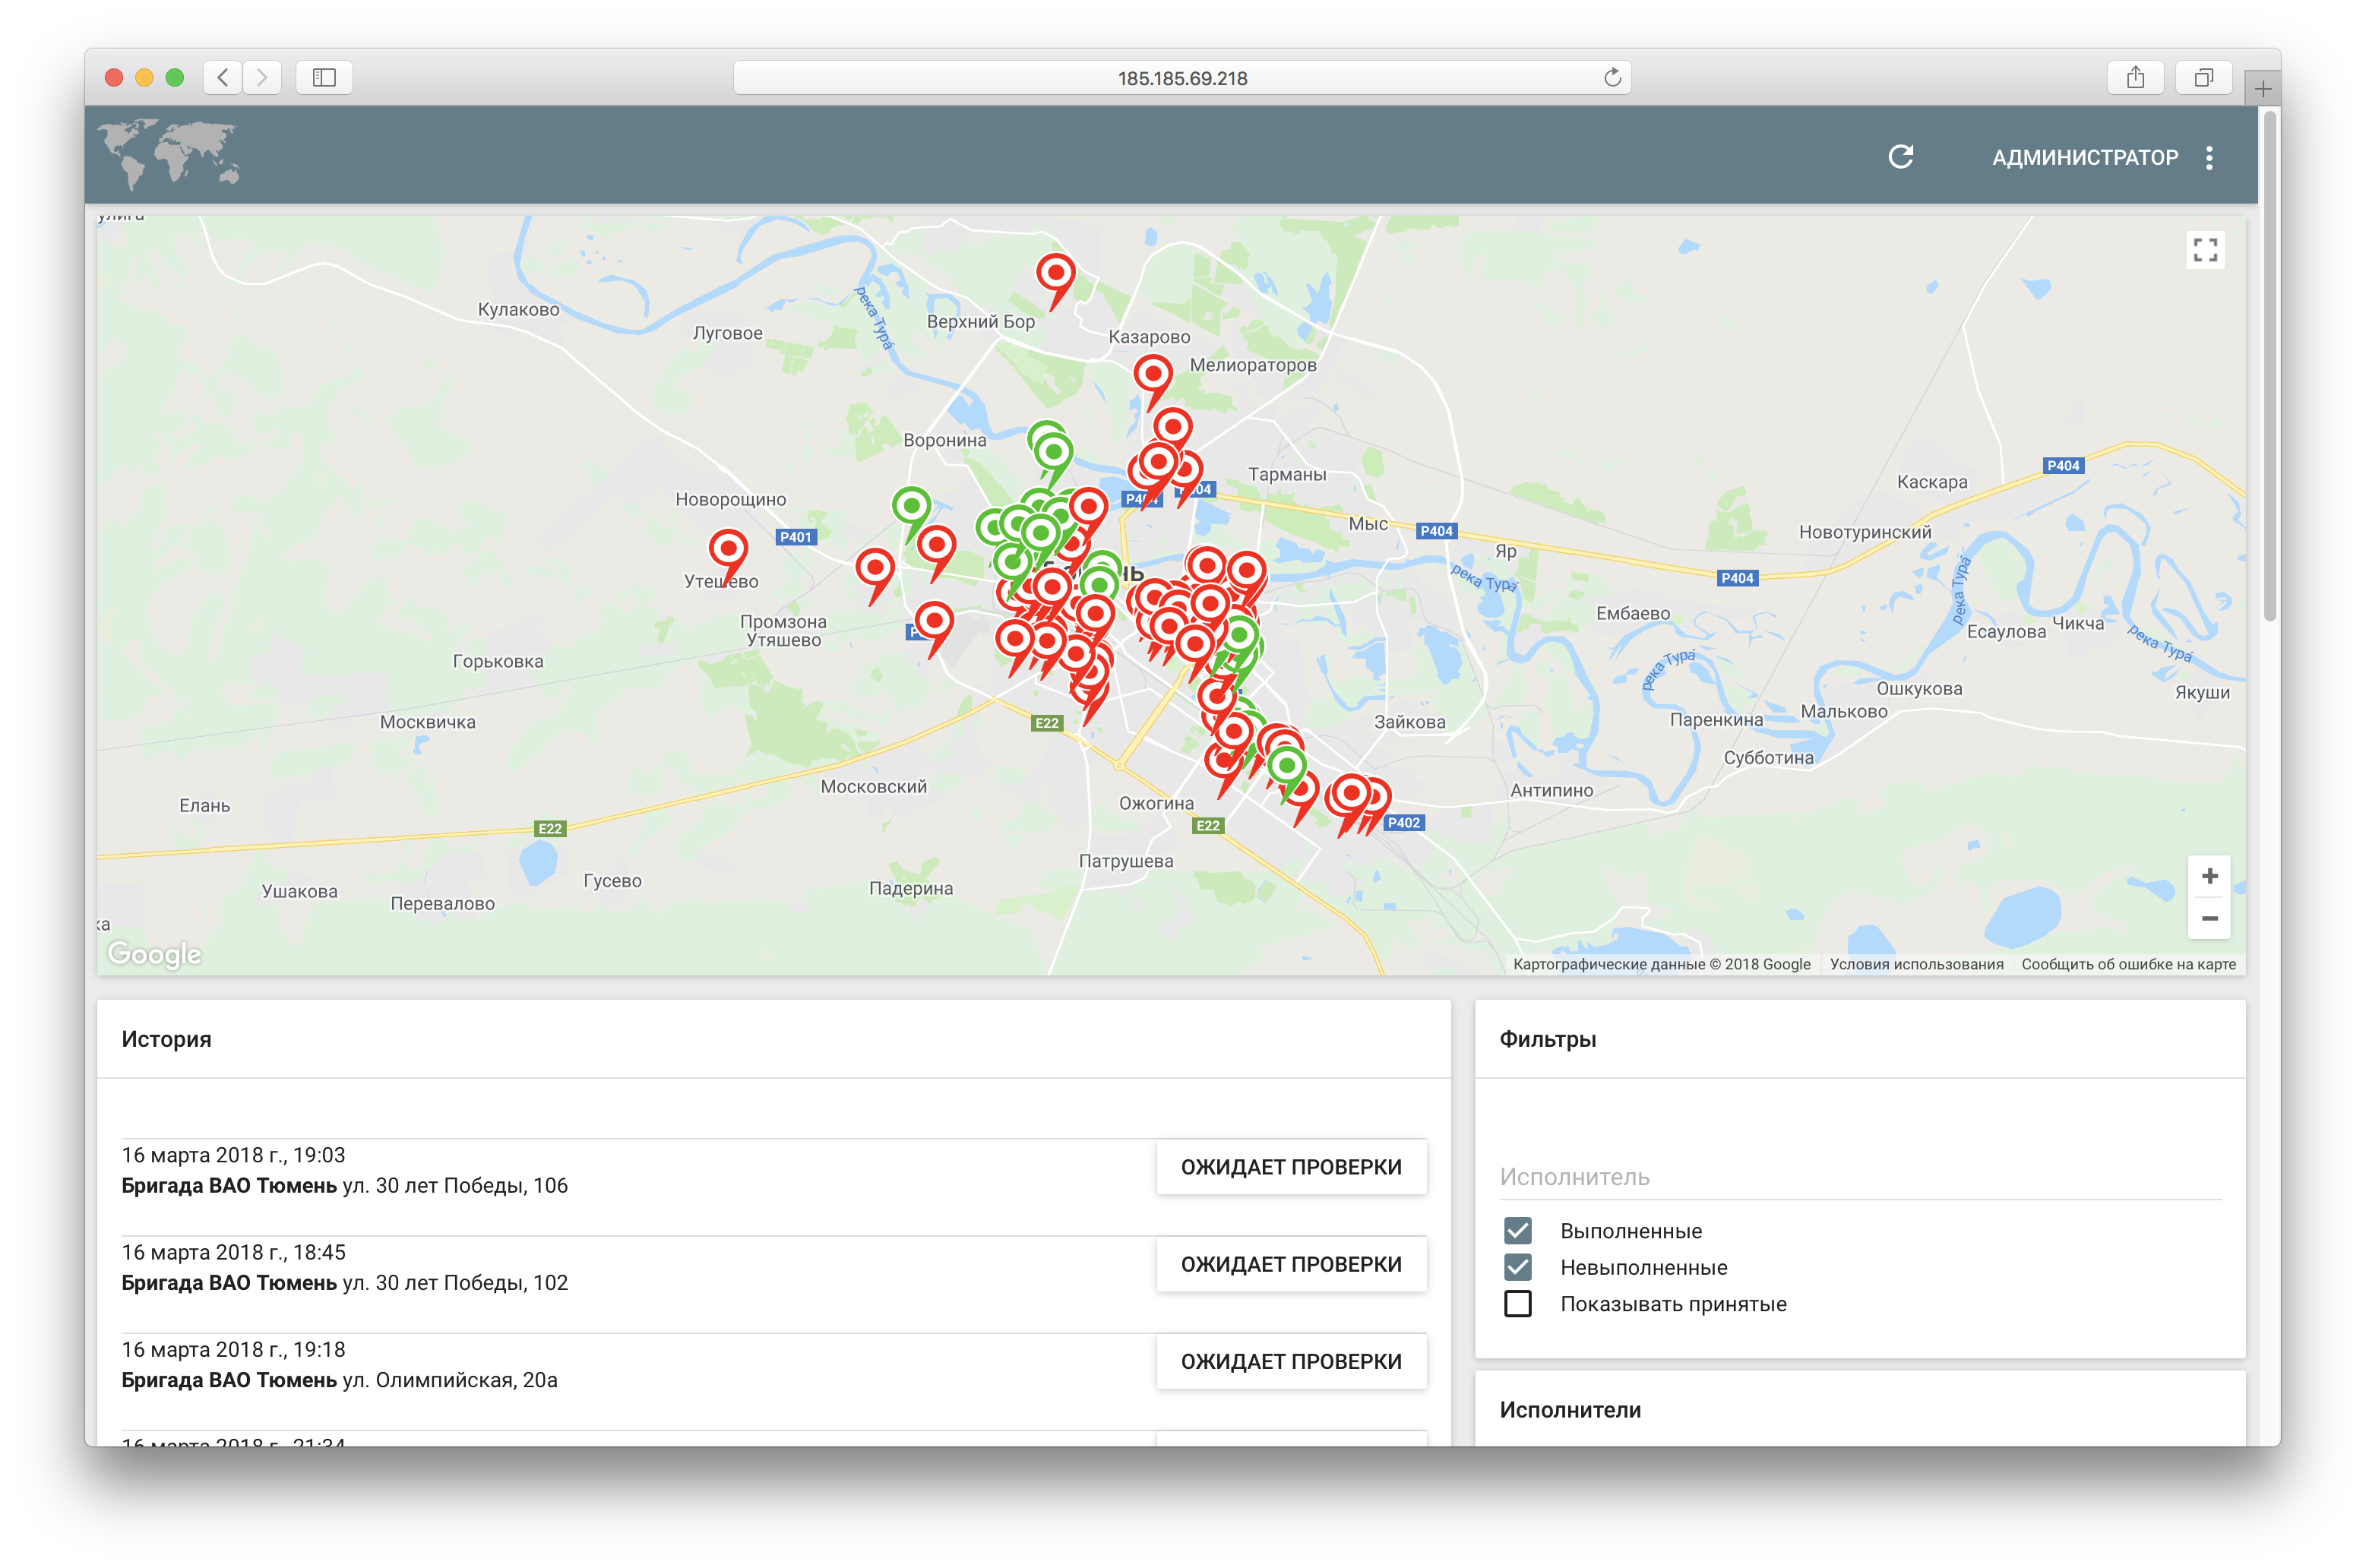 185.185.69.218
АДМИНИСТРАТОР
Кулаково
Луговое
река Тура́
Верхний Бор
Казарово
Мелиораторов
Воронина
Тарманы
Новорощино
P401
P404
Мыс
P404
Яр
P404
Каскара
P404
Новотуринский
Утешево
река Тура́
Ембаево
река Тура́
Есаулова
Чикча
река Тура́
Промзона
Утяшево
Горьковка
река Тура́
Ошкукова
Якуши
Москвичка
E22
Зайкова
Паренкина
Мальково
Субботина
Московский
Елань
E22
Ожогина
E22
P402
Антипино
Патрушева
Гусево
Падерина
Ушакова
Перевалово
Google
Картографические данные © 2018 Google
Условия использования
Сообщить об ошибке на карте
История
16 марта 2018 г., 19:03
Бригада ВАО Тюмень ул. 30 лет Победы, 106
ОЖИДАЕТ ПРОВЕРКИ
16 марта 2018 г., 18:45
Бригада ВАО Тюмень ул. 30 лет Победы, 102
ОЖИДАЕТ ПРОВЕРКИ
16 марта 2018 г., 19:18
Бригада ВАО Тюмень ул. Олимпийская, 20а
ОЖИДАЕТ ПРОВЕРКИ
16 марта 2018 г., 21:34
Фильтры
Исполнитель
Выполненные
Невыполненные
Показывать принятые
Исполнители